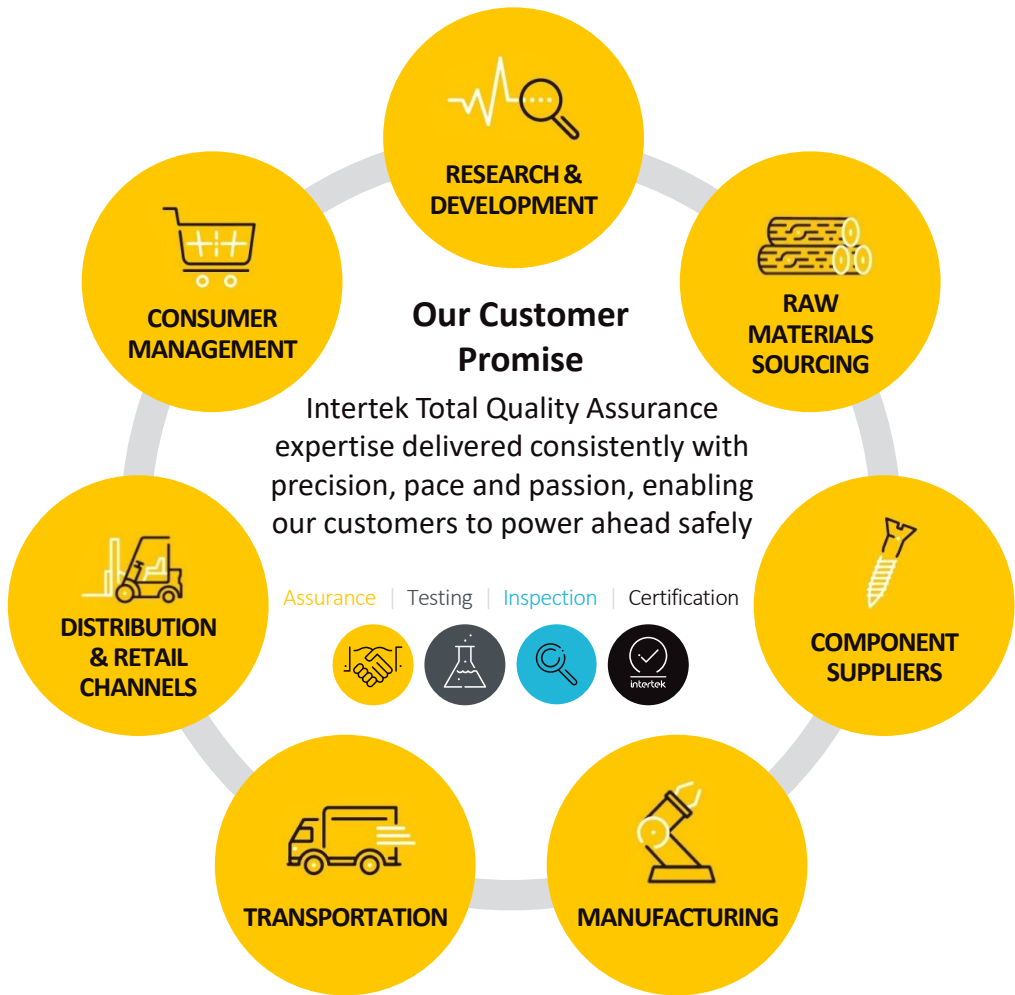 RESEARCH &
DEVELOPMENT
RAW
MATERIALS
SOURCING
CONSUMER
MANAGEMENT
Our Customer
Promise
Intertek Total Quality Assurance
expertise delivered consistently with
precision, pace and passion, enabling
our customers to power ahead safely
Assurance | Testing | Inspection | Certification
intertek
COMPONENT
SUPPLIERS
DISTRIBUTION
& RETAIL
CHANNELS
TRANSPORTATION
MANUFACTURING